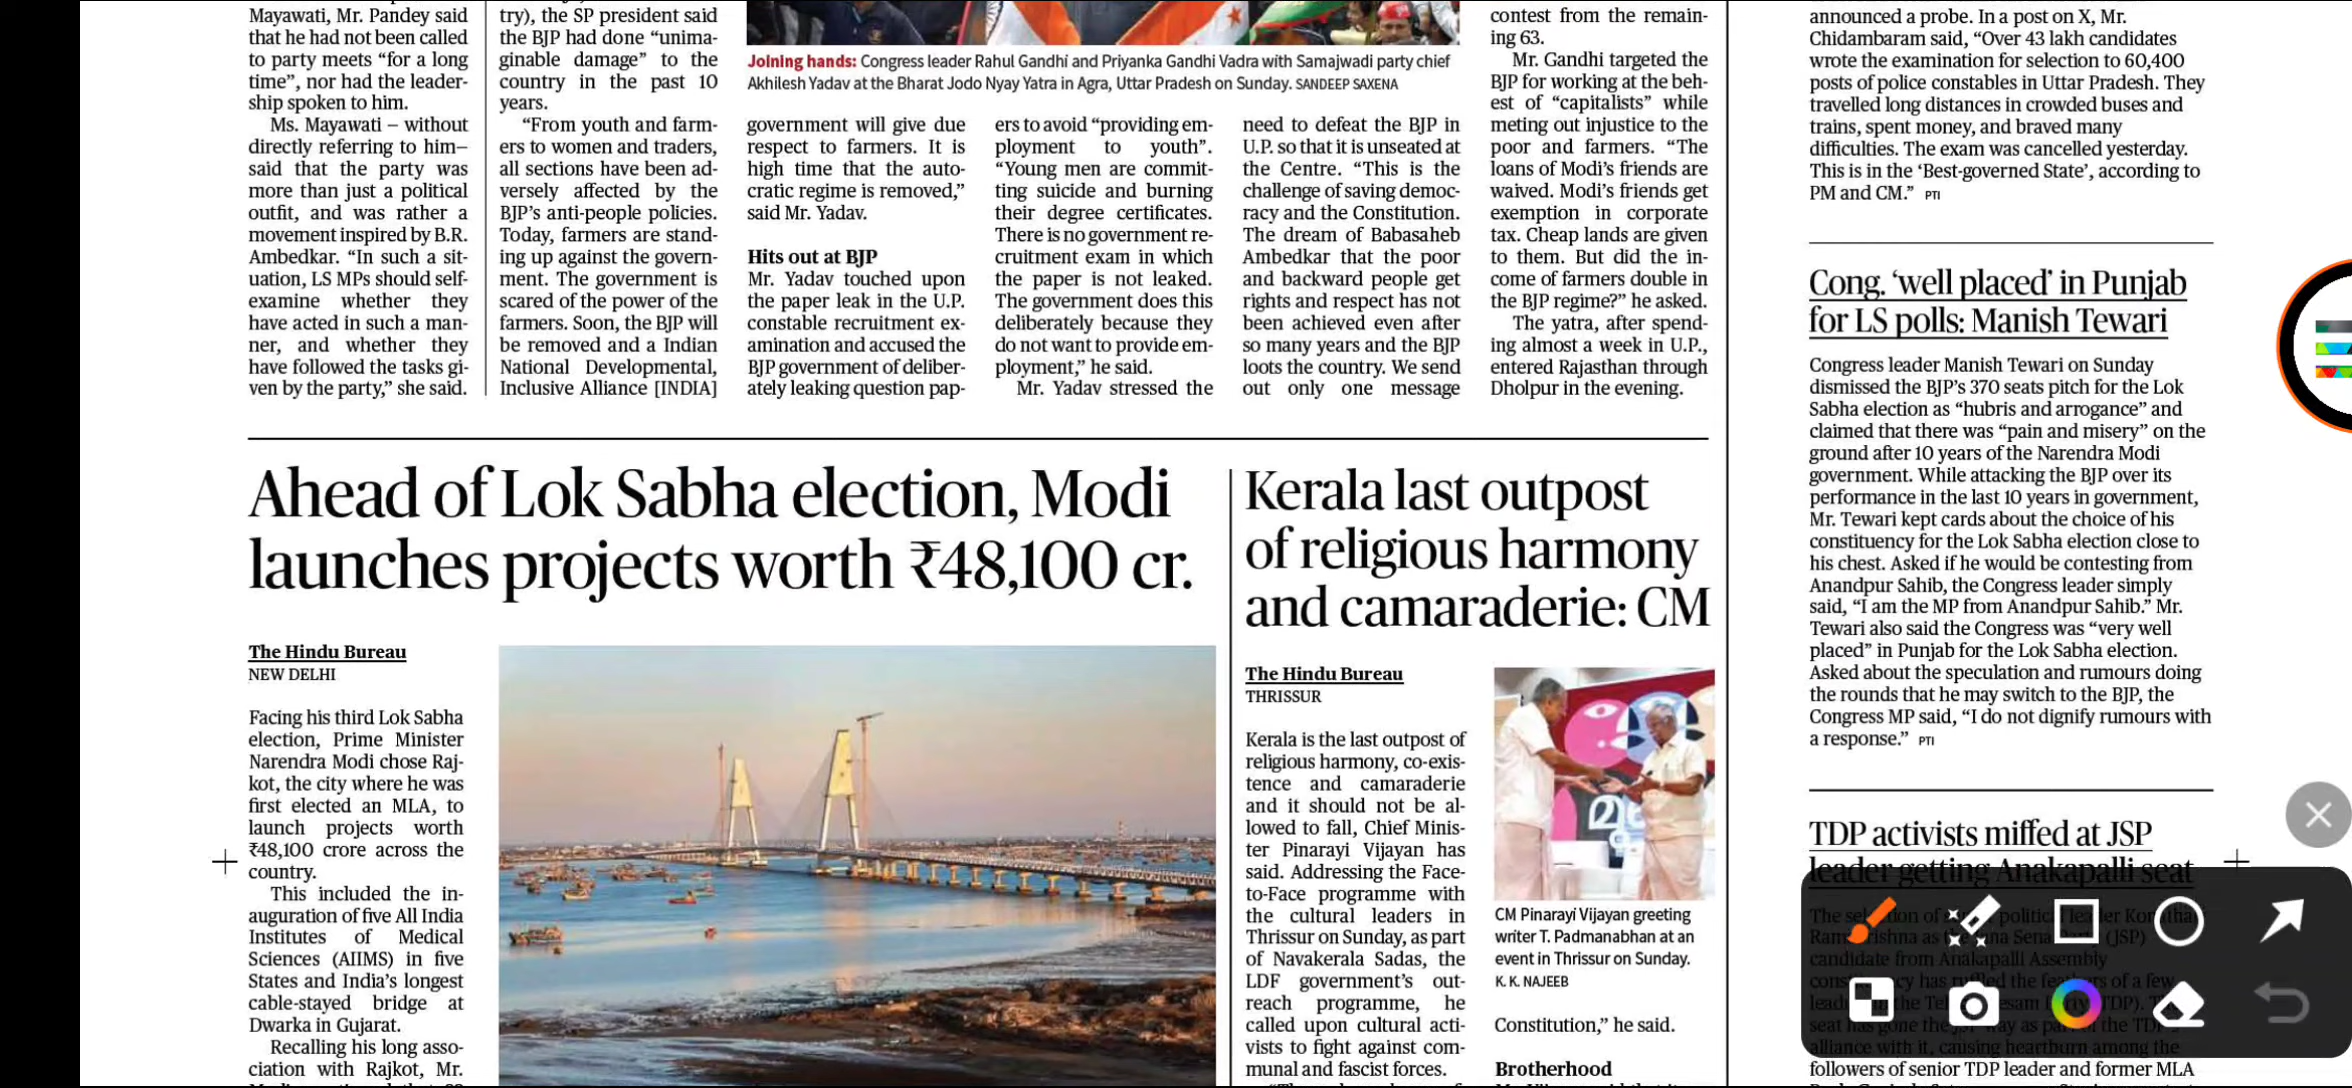 Mayawati, Mr. Pandey said
that he had not been called
to party meets “for a long
time”, nor had the leader-
ship spoken to him.
Ms. Mayawati – without
directly referring to him–
said that the party was
more than just a political
outfit, and was rather a
movement inspired by B.R.
Ambedkar. “In such a sit-
uation, LS MPs should self-
examine whether they
have acted in such a man-
ner, and whether they
have followed the tasks gi-
ven by the party,” she said.
try), the SP president said
the BJP had done “unima-
ginable damage” to the
country in the past 10
years.
“From youth and farm-
ers to women and traders,
all sections have been ad-
versely affected by the
BJP’s anti-people policies.
Today, farmers are stand-
ing up against the govern-
ment. The government is
scared of the power of the
farmers. Soon, the BJP will
be removed and a Indian
National Developmental,
Inclusive Alliance [INDIA]
Joining hands: Congress leader Rahul Gandhi and Priyanka Gandhi Vadra with Samajwadi party chief
Akhilesh Yadav at the Bharat Jodo Nyay Yatra in Agra, Uttar Pradesh on Sunday. SANDEEP SAXENA
government will give due
respect to farmers. It is
high time that the auto-
cratic regime is removed,”
said Mr. Yadav.
Hits out at BJP
Mr. Yadav touched upon
the paper leak in the U.P.
constable recruitment ex-
amination and accused the
BJP government of deliber-
ately leaking question pap-
ers to avoid “providing em-
ployment to youth”.
“Young men are commit-
ting suicide and burning
their degree certificates.
There is no government re-
cruitment exam in which
the paper is not leaked.
The government does this
deliberately because they
do not want to provide em-
ployment,” he said.
Mr. Yadav stressed the
need to defeat the BJP in
U.P. so that it is unseated at
the Centre. “This is the
challenge of saving democ-
racy and the Constitution.
The dream of Babasaheb
Ambedkar that the poor
and backward people get
rights and respect has not
been achieved even after
so many years and the BJP
loots the country. We send
out only one message
contest from the remain-
ing 63.
Mr. Gandhi targeted the
BJP for working at the beh-
est of “capitalists” while
meting out injustice to the
poor and farmers. “The
loans of Modi’s friends are
waived. Modi’s friends get
exemption in corporate
tax. Cheap lands are given
to them. But did the in-
come of farmers double in
the BJP regime?” he asked.
The yatra, after spend-
ing almost a week in U.P.,
entered Rajasthan through
Dholpur in the evening.
Ahead of Lok Sabha election, Modi
launches projects worth ₹48,100 cr.
The Hindu Bureau
NEW DELHI
Facing his third Lok Sabha
election, Prime Minister
Narendra Modi chose Raj-
kot, the city where he was
first elected an MLA, to
launch projects worth
₹48,100 crore across the
country.
This included the in-
auguration of five All India
Institutes of Medical
Sciences (AIIMS) in five
States and India’s longest
cable-stayed bridge at
Dwarka in Gujarat.
Recalling his long asso-
ciation with Rajkot, Mr.
Kerala last outpost
of religious harmony
and camaraderie: CM
The Hindu Bureau
THRISSUR
Kerala is the last outpost of
religious harmony, co-exis-
tence and camaraderie
and it should not be al-
lowed to fall, Chief Minis-
ter Pinarayi Vijayan has
said. Addressing the Face-
to-Face programme with
the cultural leaders in
Thrissur on Sunday, as part
of Navakerala Sadas, the
LDF government’s out-
reach programme, he
called upon cultural acti-
vists to fight against com-
munal and fascist forces.
CM Pinarayi Vijayan greeting
writer T. Padmanabhan at an
event in Thrissur on Sunday.
K. K. NAJEEB
Constitution,” he said.
Brotherhood
announced a probe. In a post on X, Mr.
Chidambaram said, “Over 43 lakh candidates
wrote the examination for selection to 60,400
posts of police constables in Uttar Pradesh. They
travelled long distances in crowded buses and
trains, spent money, and braved many
difficulties. The exam was cancelled yesterday.
This is in the ‘Best-governed State’, according to
PM and CM.” PTI
Cong. ‘well placed’ in Punjab
for LS polls: Manish Tewari
Congress leader Manish Tewari on Sunday
dismissed the BJP’s 370 seats pitch for the Lok
Sabha election as “hubris and arrogance” and
claimed that there was “pain and misery” on the
ground after 10 years of the Narendra Modi
government. While attacking the BJP over its
performance in the last 10 years in government,
Mr. Tewari kept cards about the choice of his
constituency for the Lok Sabha election close to
his chest. Asked if he would be contesting from
Anandpur Sahib, the Congress leader simply
said, “I am the MP from Anandpur Sahib.” Mr.
Tewari also said the Congress was “very well
placed” in Punjab for the Lok Sabha election.
Asked about the speculation and rumours doing
the rounds that he may switch to the BJP, the
Congress MP said, “I do not dignify rumours with
a response.” PTI
TDP activists miffed at JSP
leader getting Anakapalli seat
candidate from Anakapalli Assembly
alliance with it, causing heartburn among the
followers of senior TDP leader and former MLA